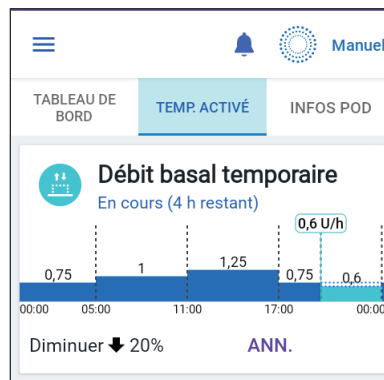 Manuel
TABLEAU DE
BORD
TEMP. ACTIVÉ
INFOS POD
Débit basal temporaire
En cours (4 h restant)
0,6 U/h
0,75
1
1,25
0,75
0,6
00:00
05:00
11:00
17:00
00:00
Diminuer 20%
ANN.